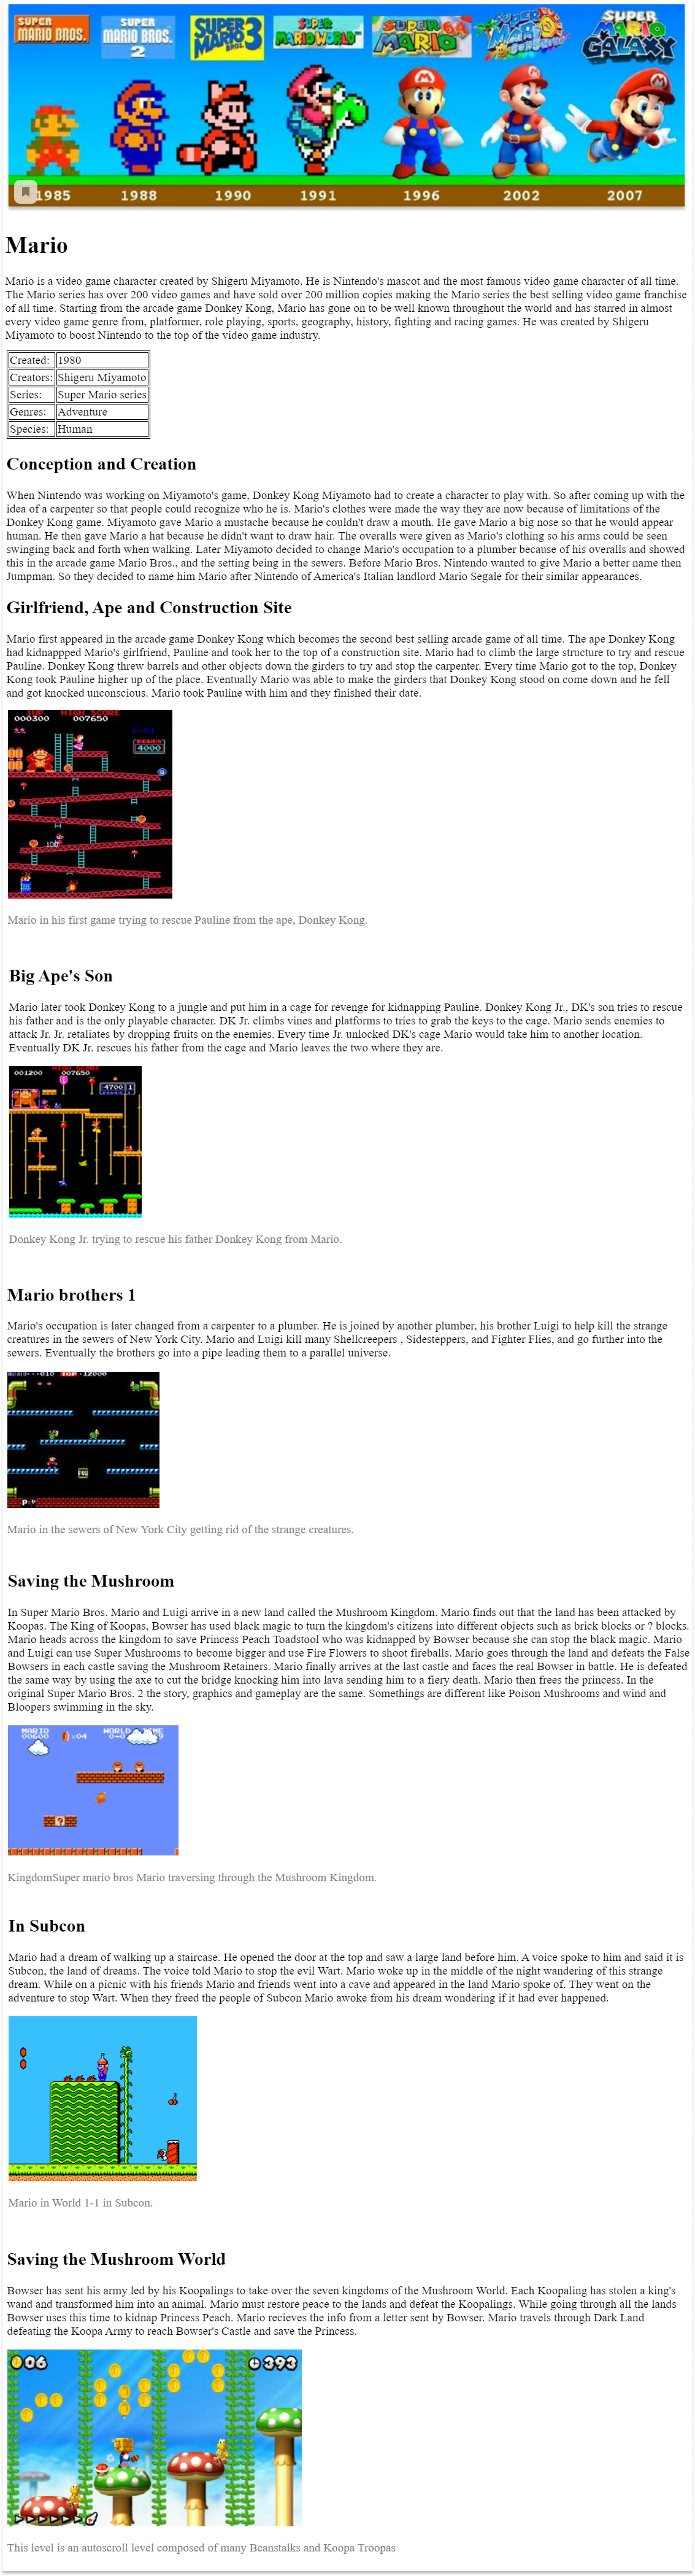 SUPER MARIO BROS.
SUPER MARIO BROS. 2
SUPER MARIO BROS. 3
SUPER MARIO WORLD
SUPER MARIO 64
SUPER MARIO SUNSHINE
SUPER MARIO GALAXY
1985 1988 1990 1991 1996 2002 2007
Mario
Mario is a video game character created by Shigeru Miyamoto. He is Nintendo's mascot and the most famous video game character of all time.
The Mario series has over 200 video games and have sold over 200 million copies making the Mario series the best selling video game franchise
of all time. Starting from the arcade game Donkey Kong, Mario has gone on to be well known throughout the world and has starred in almost
every video game genre from, platformer, role playing, sports, geography, history, fighting and racing games. He was created by Shigeru
Miyamoto to boost Nintendo to the top of the video game industry.
Created: 1980
Creators: Shigeru Miyamoto
Series: Super Mario series
Genres: Adventure
Species: Human
Conception and Creation
When Nintendo was working on Miyamoto's game, Donkey Kong Miyamoto had to create a character to play with. So after coming up with the
idea of a carpenter so that people could recognize who he is. Mario's clothes were made the way they are now because of limitations of the
Donkey Kong game. Miyamoto gave Mario a mustache because he couldn't draw a mouth. He gave Mario a big nose so that he would appear
human. He then gave Mario a hat because he didn't want to draw hair. The overalls were given as Mario's clothing so his arms could be seen
swinging back and forth when walking. Later Miyamoto decided to change Mario's occupation to a plumber because of his overalls and showed
this in the arcade game Mario Bros., and the setting being in the sewers. Before Mario Bros. Nintendo wanted to give Mario a better name then
Jumpman. So they decided to name him Mario after Nintendo of America's Italian landlord Mario Segale for their similar appearances.
Girlfriend, Ape and Construction Site
Mario first appeared in the arcade game Donkey Kong which becomes the second best selling arcade game of all time. The ape Donkey Kong
had kidnappped Mario's girlfriend, Pauline and took her to the top of a construction site. Mario had to climb the large structure to try and rescue
Pauline. Donkey Kong threw barrels and other objects down the girders to try and stop the carpenter. Every time Mario got to the top, Donkey
Kong took Pauline higher up of the place. Eventually Mario was able to make the girders that Donkey Kong stood on come down and he fell
and got knocked unconscious. Mario took Pauline with him and they finished their date.
1UP HIGH SCORE
000300 007650
BONUS
4000
100
Mario in his first game trying to rescue Pauline from the ape, Donkey Kong.
Big Ape's Son
Mario later took Donkey Kong to a jungle and put him in a cage for revenge for kidnapping Pauline. Donkey Kong Jr., DK's son tries to rescue
his father and is the only playable character. DK Jr. climbs vines and platforms to tries to grab the keys to the cage. Mario sends enemies to
attack Jr. Jr. retaliates by dropping fruits on the enemies. Every time Jr. unlocked DK's cage Mario would take him to another location.
Eventually DK Jr. rescues his father from the cage and Mario leaves the two where they are.
HIGH SCORE
001200 007650
4700 1
Donkey Kong Jr. trying to rescue his father Donkey Kong from Mario.
Mario brothers 1
Mario's occupation is later changed from a carpenter to a plumber. He is joined by another plumber, his brother Luigi to help kill the strange
creatures in the sewers of New York City. Mario and Luigi kill many Shellcreepers , Sidesteppers, and Fighter Flies, and go further into the
sewers. Eventually the brothers go into a pipe leading them to a parallel universe.
TOP 12000
POW
Mario in the sewers of New York City getting rid of the strange creatures.
Saving the Mushroom
In Super Mario Bros. Mario and Luigi arrive in a new land called the Mushroom Kingdom. Mario finds out that the land has been attacked by
Koopas. The King of Koopas, Bowser has used black magic to turn the kingdom's citizens into different objects such as brick blocks or ? blocks.
Mario heads across the kingdom to save Princess Peach Toadstool who was kidnapped by Bowser because she can stop the black magic. Mario
and Luigi can use Super Mushrooms to become bigger and use Fire Flowers to shoot fireballs. Mario goes through the land and defeats the False
Bowsers in each castle saving the Mushroom Retainers. Mario finally arrives at the last castle and faces the real Bowser in battle. He is defeated
the same way by using the axe to cut the bridge knocking him into lava sending him to a fiery death. Mario then frees the princess. In the
original Super Mario Bros. 2 the story, graphics and gameplay are the same. Somethings are different like Poison Mushrooms and wind and
Bloopers swimming in the sky.
MARIO WORLD TIME
00600 ×04
?
KingdomSuper mario bros Mario traversing through the Mushroom Kingdom.
In Subcon
Mario had a dream of walking up a staircase. He opened the door at the top and saw a large land before him. A voice spoke to him and said it is
Subcon, the land of dreams. The voice told Mario to stop the evil Wart. Mario woke up in the middle of the night wandering of this strange
dream. While on a picnic with his friends Mario and friends went into a cave and appeared in the land Mario spoke of. They went on the
adventure to stop Wart. When they freed the people of Subcon Mario awoke from his dream wondering if it had ever happened.
Mario in World 1-1 in Subcon.
Saving the Mushroom World
Bowser has sent his army led by his Koopalings to take over the seven kingdoms of the Mushroom World. Each Koopaling has stolen a king's
wand and transformed him into an animal. Mario must restore peace to the lands and defeat the Koopalings. While going through all the lands
Bowser uses this time to kidnap Princess Peach. Mario recieves the info from a letter sent by Bowser. Mario travels through Dark Land
defeating the Koopa Army to reach Bowser's Castle and save the Princess.
06 393
This level is an autoscroll level composed of many Beanstalks and Koopa Troopas